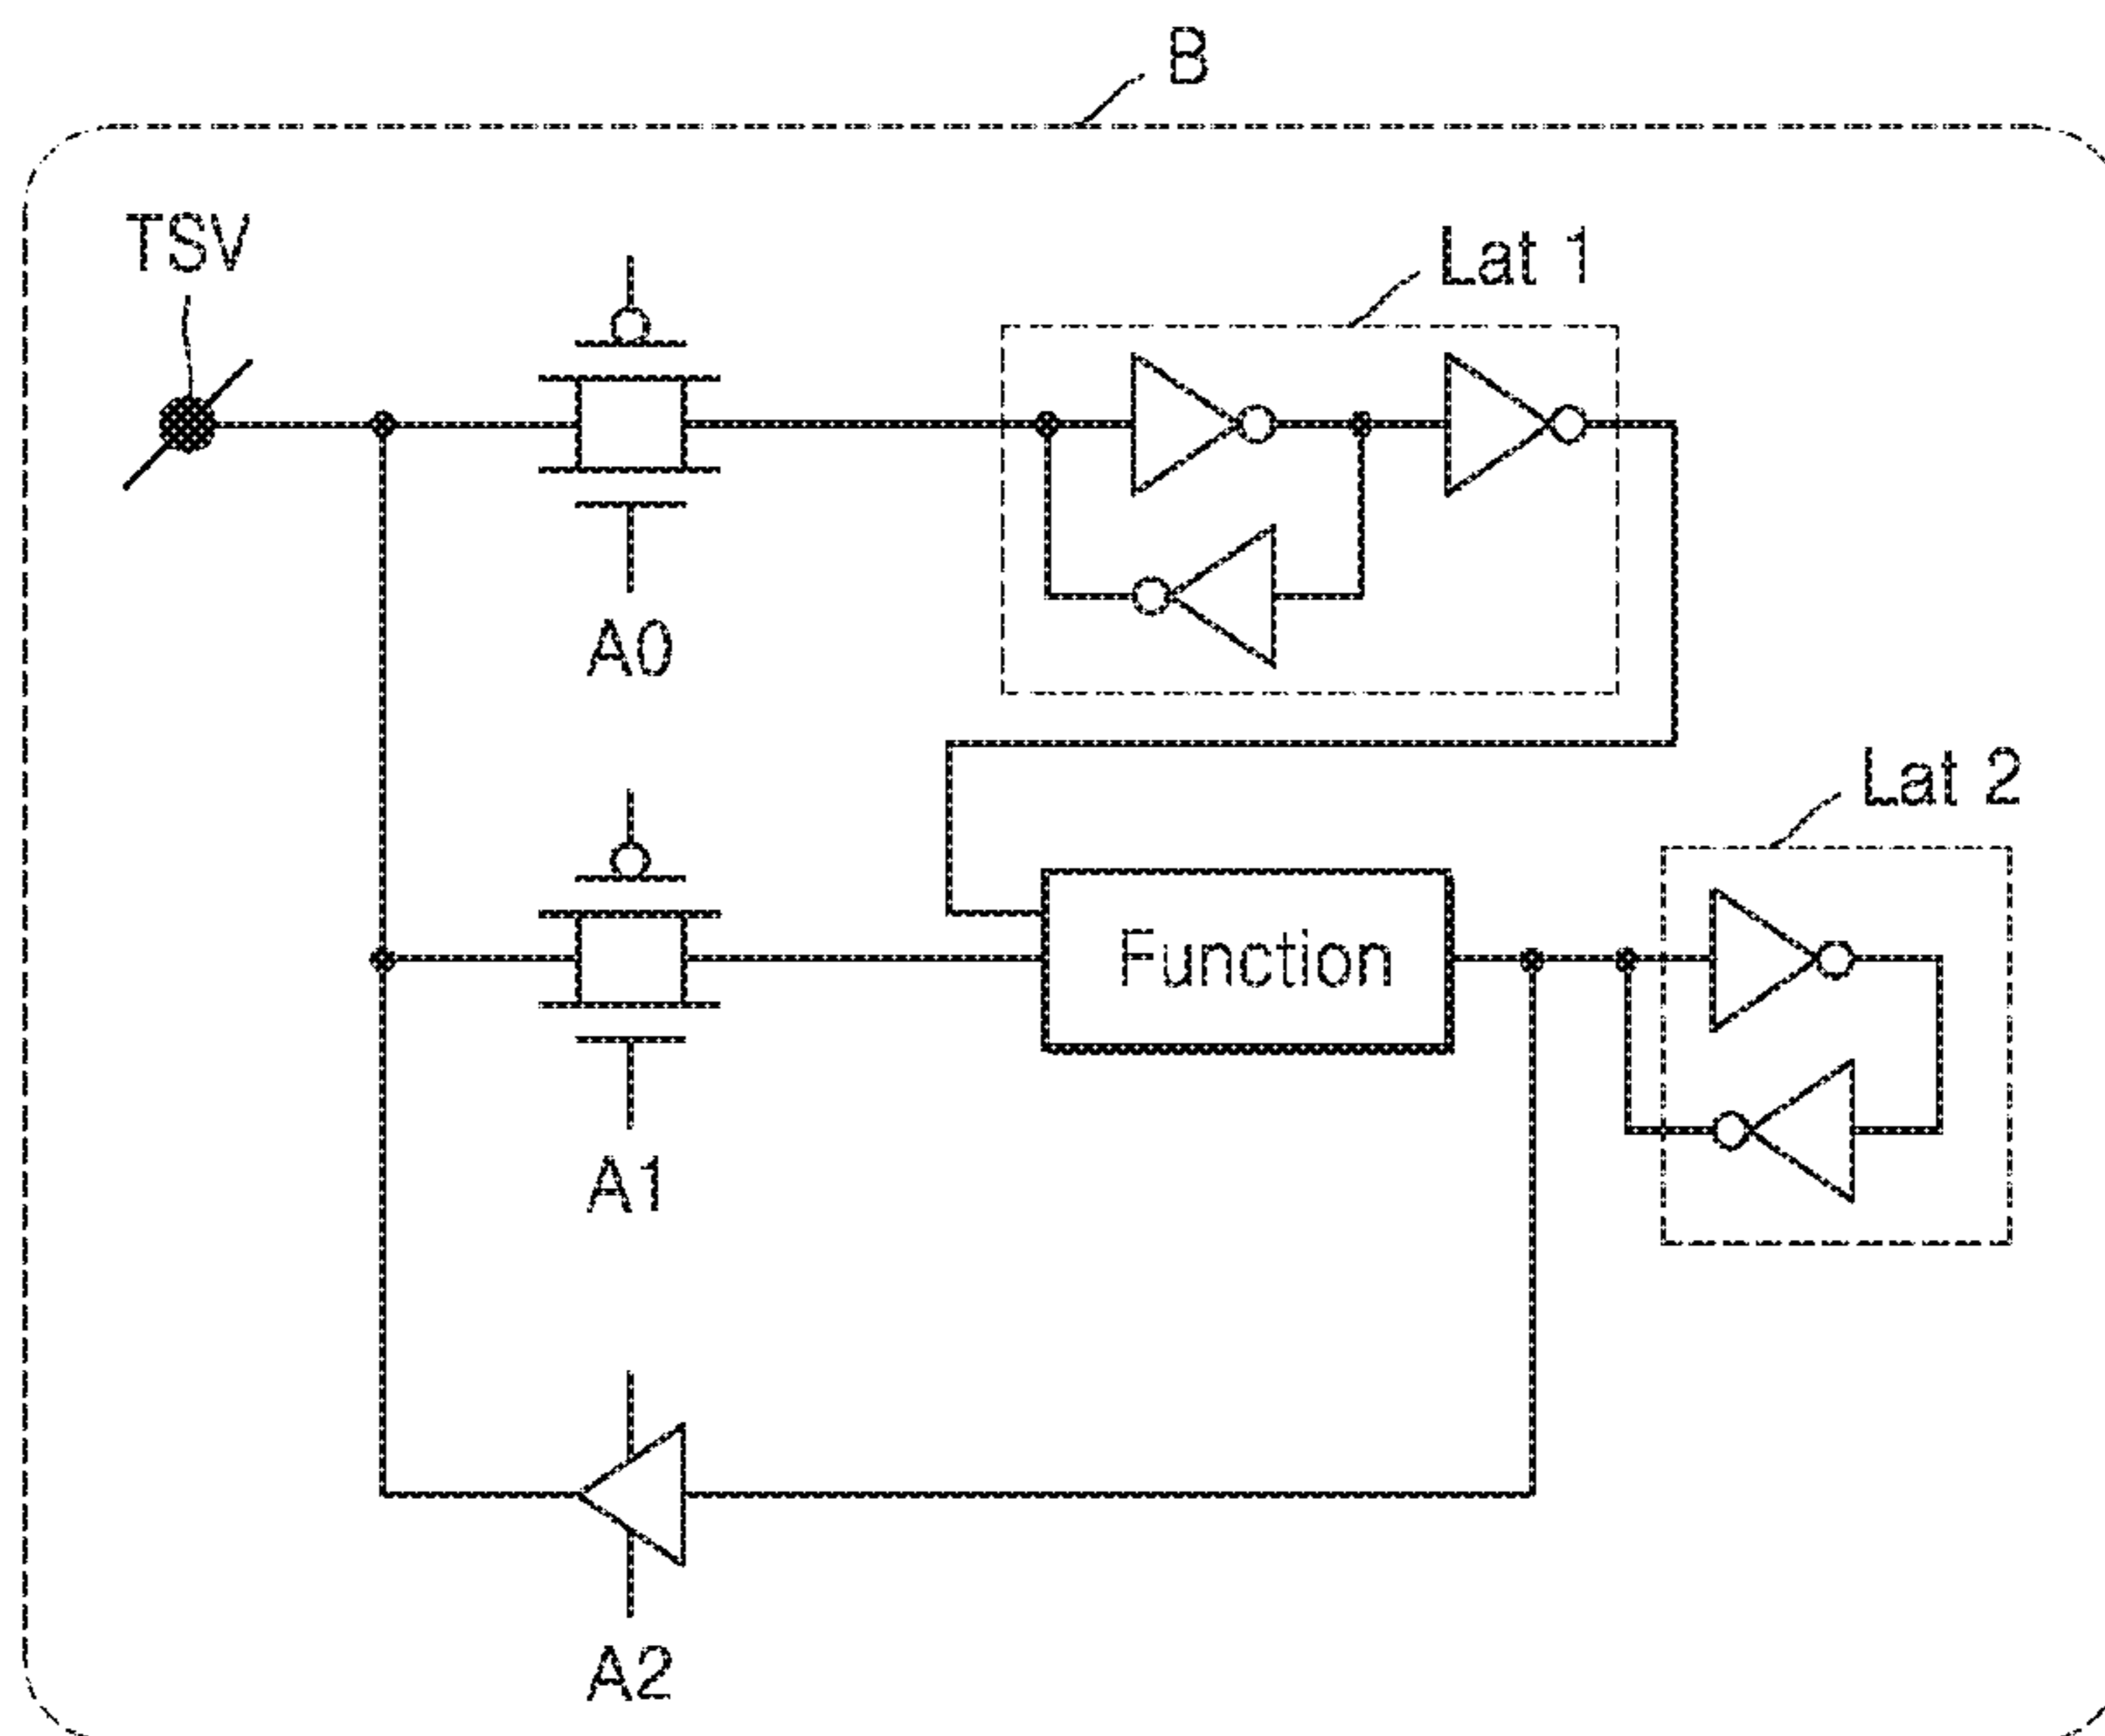 B
TSV
Lat 1
A0
Lat 2
Function
A1
A2